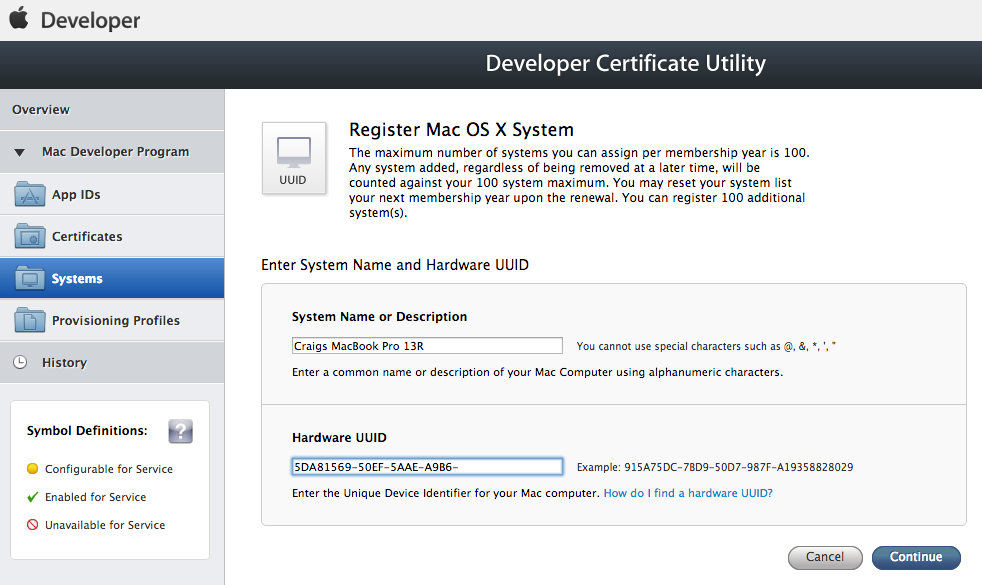 Developer
Developer Certificate Utility
Overview
Mac Developer Program
App IDs
Certificates
Systems
Provisioning Profiles
History
Symbol Definitions:
?
Configurable for Service
Enabled for Service
Unavailable for Service
UUID
Register Mac OS X System
The maximum number of systems you can assign per membership year is 100.
Any system added, regardless of being removed at a later time, will be
counted against your 100 system maximum. You may reset your system list
your next membership year upon the renewal. You can register 100 additional
system(s).
Enter System Name and Hardware UUID
System Name or Description
Craigs MacBook Pro 13R
You cannot use special characters such as @, &, *, ', "
Enter a common name or description of your Mac Computer using alphanumeric characters.
Hardware UUID
5DA81569-50EF-5AAE-A9B6-
Example: 915A75DC-7BD9-50D7-987F-A19358828029
Enter the Unique Device Identifier for your Mac computer. How do I find a hardware UUID?
Cancel
Continue